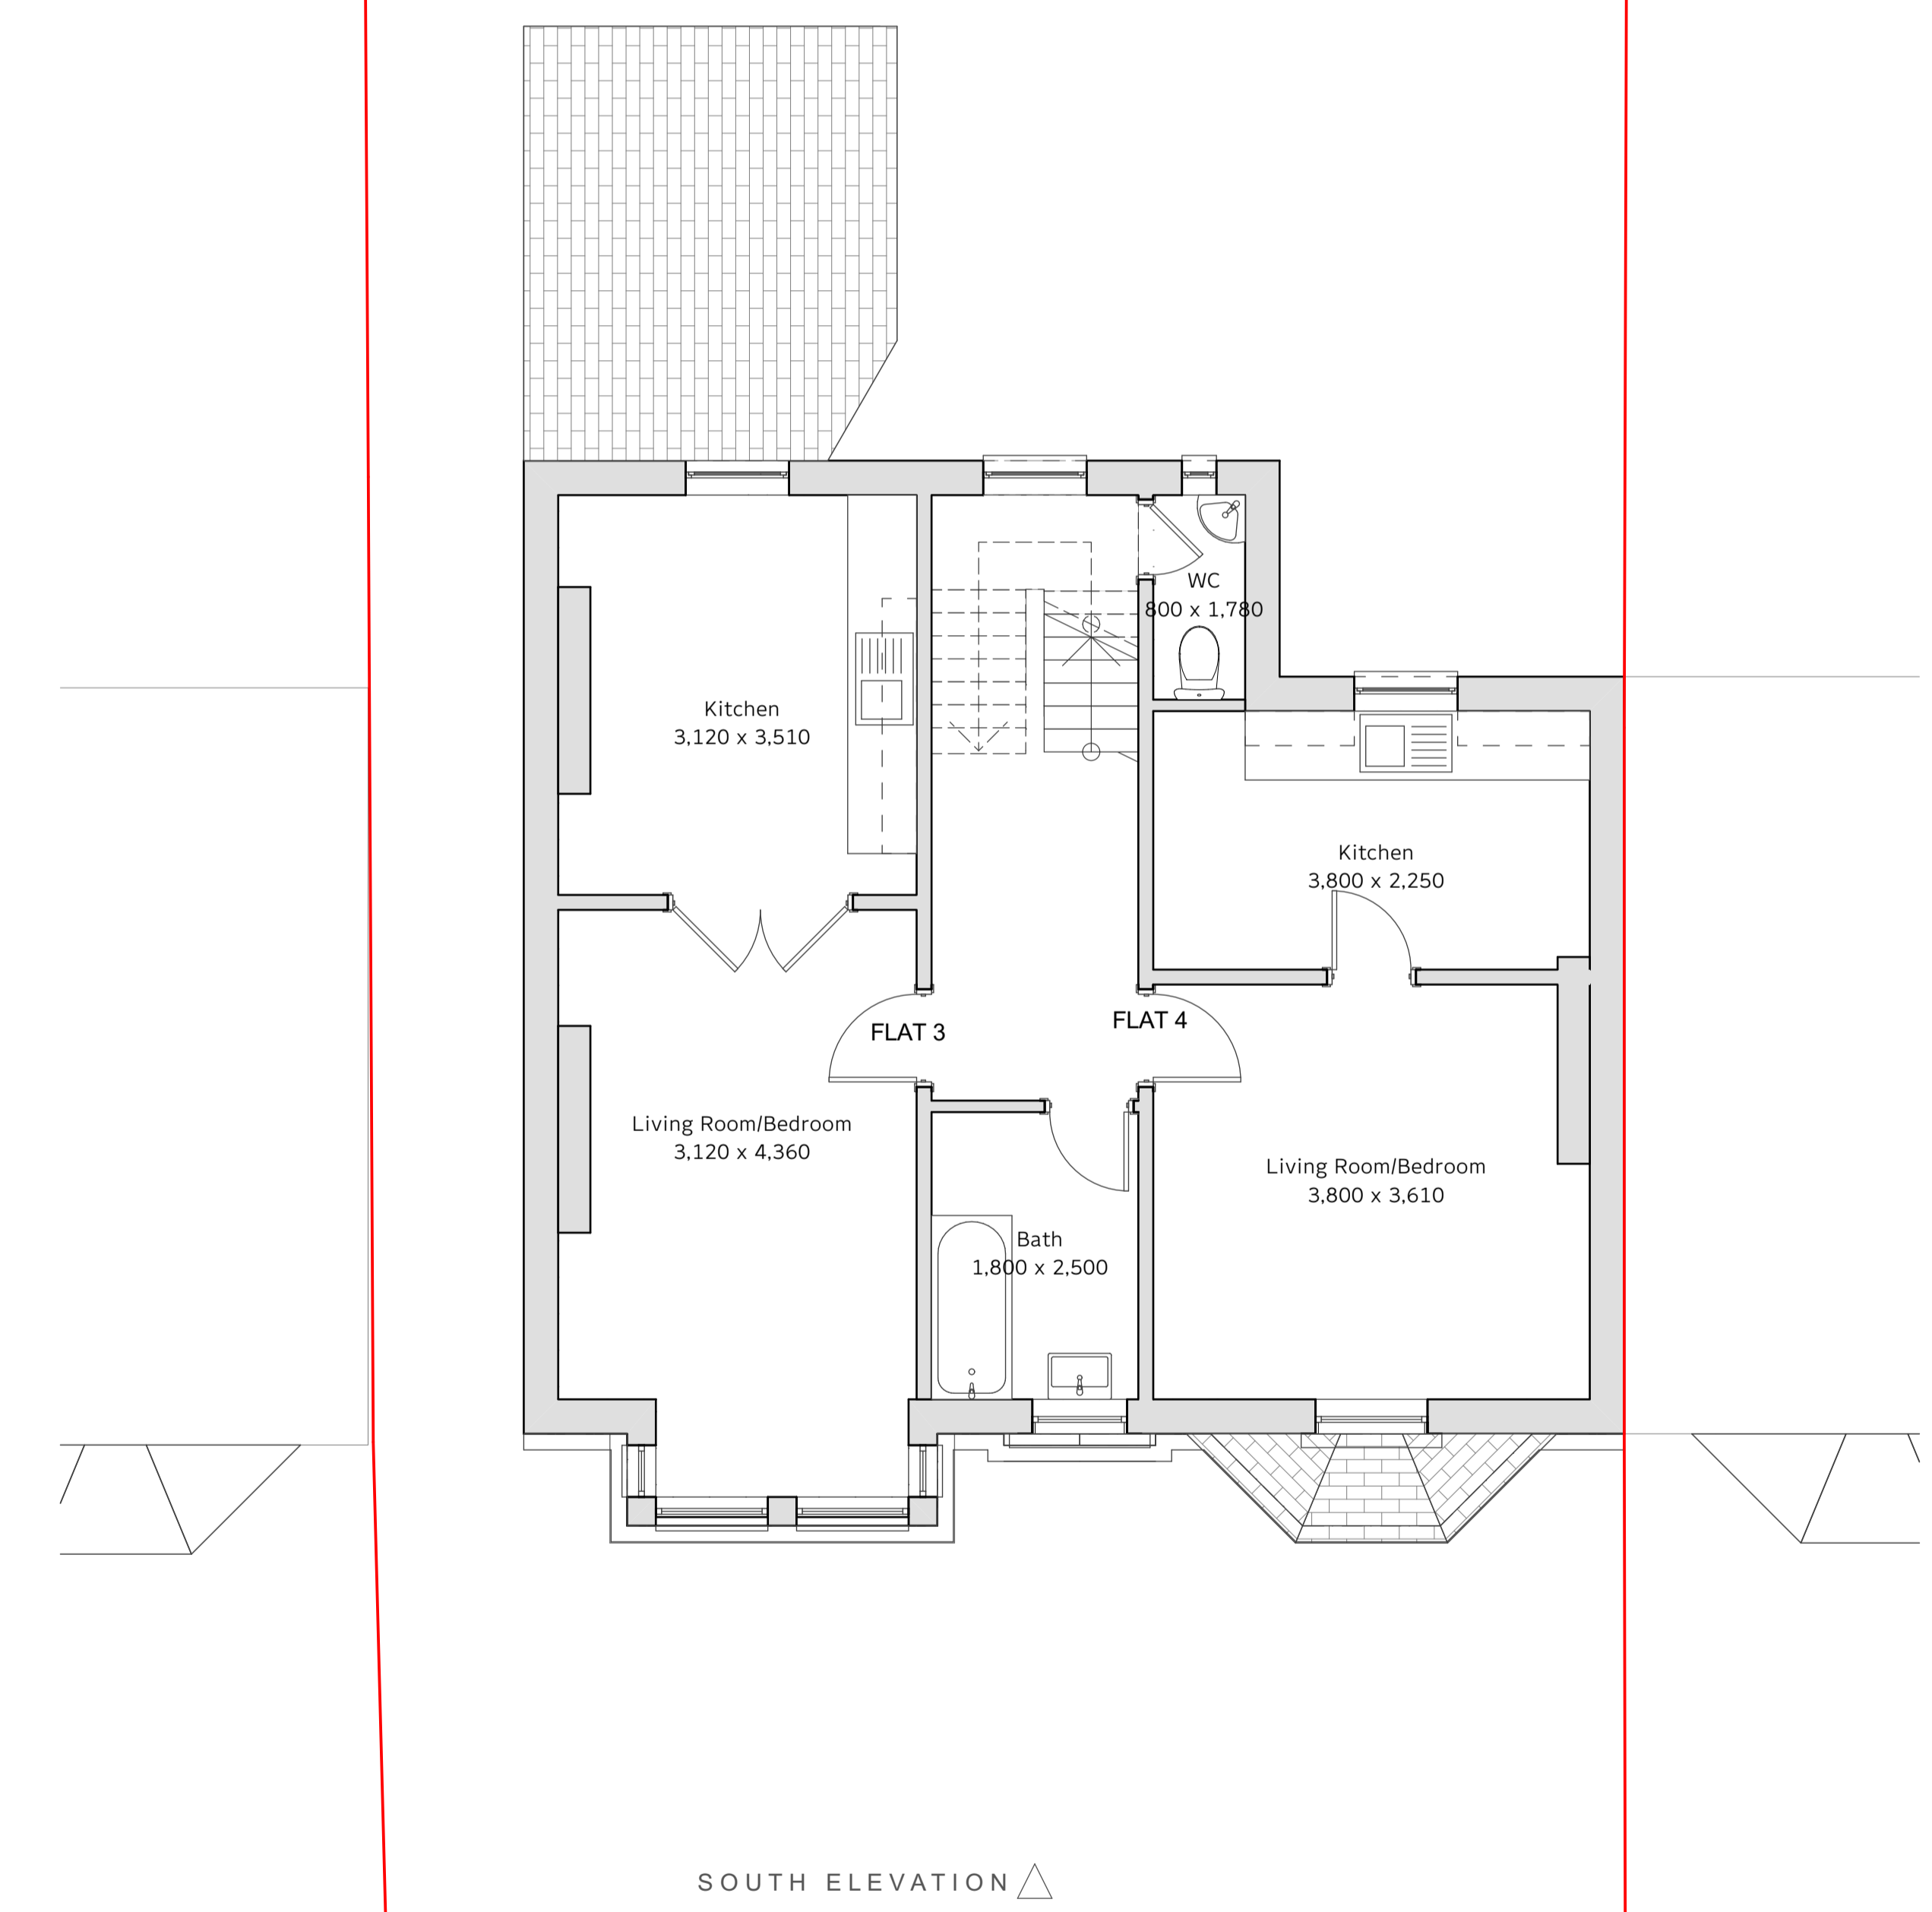 WC
800 x 1,780
Kitchen
3,120 x 3,510
Kitchen
3,800 x 2,250
FLAT 3
FLAT 4
Living Room/Bedroom
3,120 x 4,360
Living Room/Bedroom
3,800 x 3,610
Bath
1,800 x 2,500
SOUTH ELEVATION